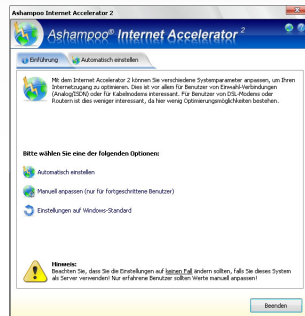 Ashampoo Internet Accelerator 2
Ashampoo® Internet Accelerator 2
Einführung
Automatisch einstellen
Mit dem Internet Accelerator 2 können Sie verschiedene Systemparameter anpassen, um Ihren
Internetzugang zu optimieren. Dies ist vor allem für Benutzer von Einwahl-Verbindungen
(Analog/ISDN) oder für Kabelmodems interessant. Für Benutzer von DSL-Modems oder
Routern ist dies weniger interessant, da hier wenig Optimierungsmöglichkeiten bestehen.
Bitte wählen Sie eine der folgenden Optionen:
Automatisch einstellen
Manuell anpassen (nur für fortgeschrittene Benutzer)
Einstellungen auf Windows-Standard
Hinweis:
Beachten Sie, dass Sie die Einstellungen auf keinen Fall ändern sollten, falls Sie dieses System
als Server verwenden! Nur erfahrene Benutzer sollten Werte manuell anpassen!
Beenden